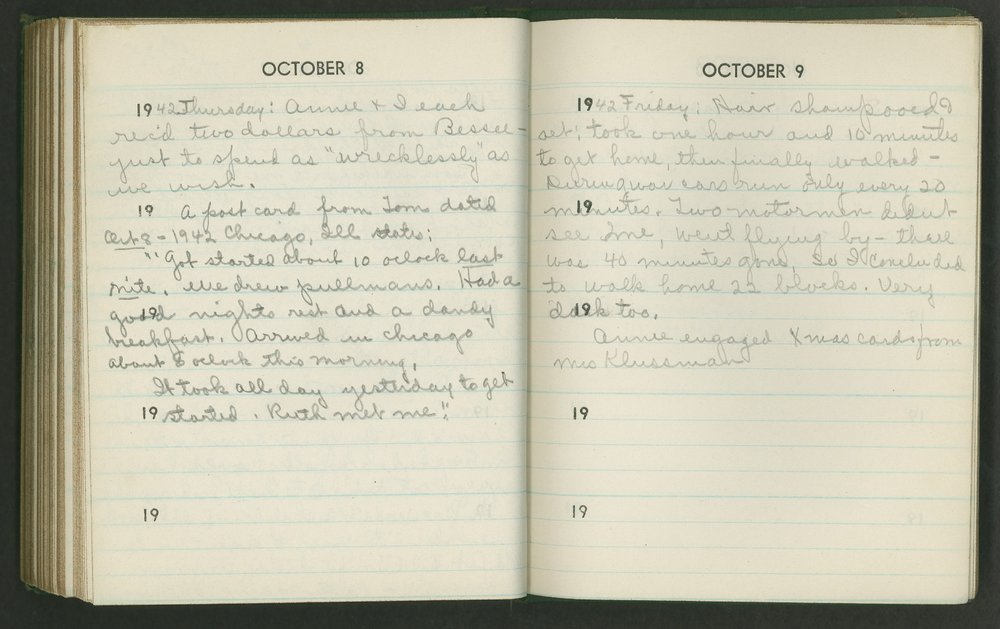 OCTOBER 8
1942 Thursday: Annie & I each
rec'd two dollars from Bessee -
just to spend as "wrecklessly" as
we wish.
19 A post card from Tom dated
Oct 8 - 1942 Chicago, Ill states;
"Got started about 10 oclock last
nite. We drew pullmans. Had a
good nights rest and a dandy
19
breakfast. Arrived in Chicago
about 8 oclock this morning.
It took all day yesterday to get
19 started. Ruth met me".
19
OCTOBER 9
1942 Friday: Hair shampooed &
set; took one hour and 10 minutes
to get home, then finally walked -
During war cars run only every 20
19
minutes. Two motormen didn't
see me, went flying by - there
was 40 minutes gone, so I concluded
to walk home 22 blocks. Very
19
dark too.
Annie engaged Xmas cards from
Mrs Klussman
19
19